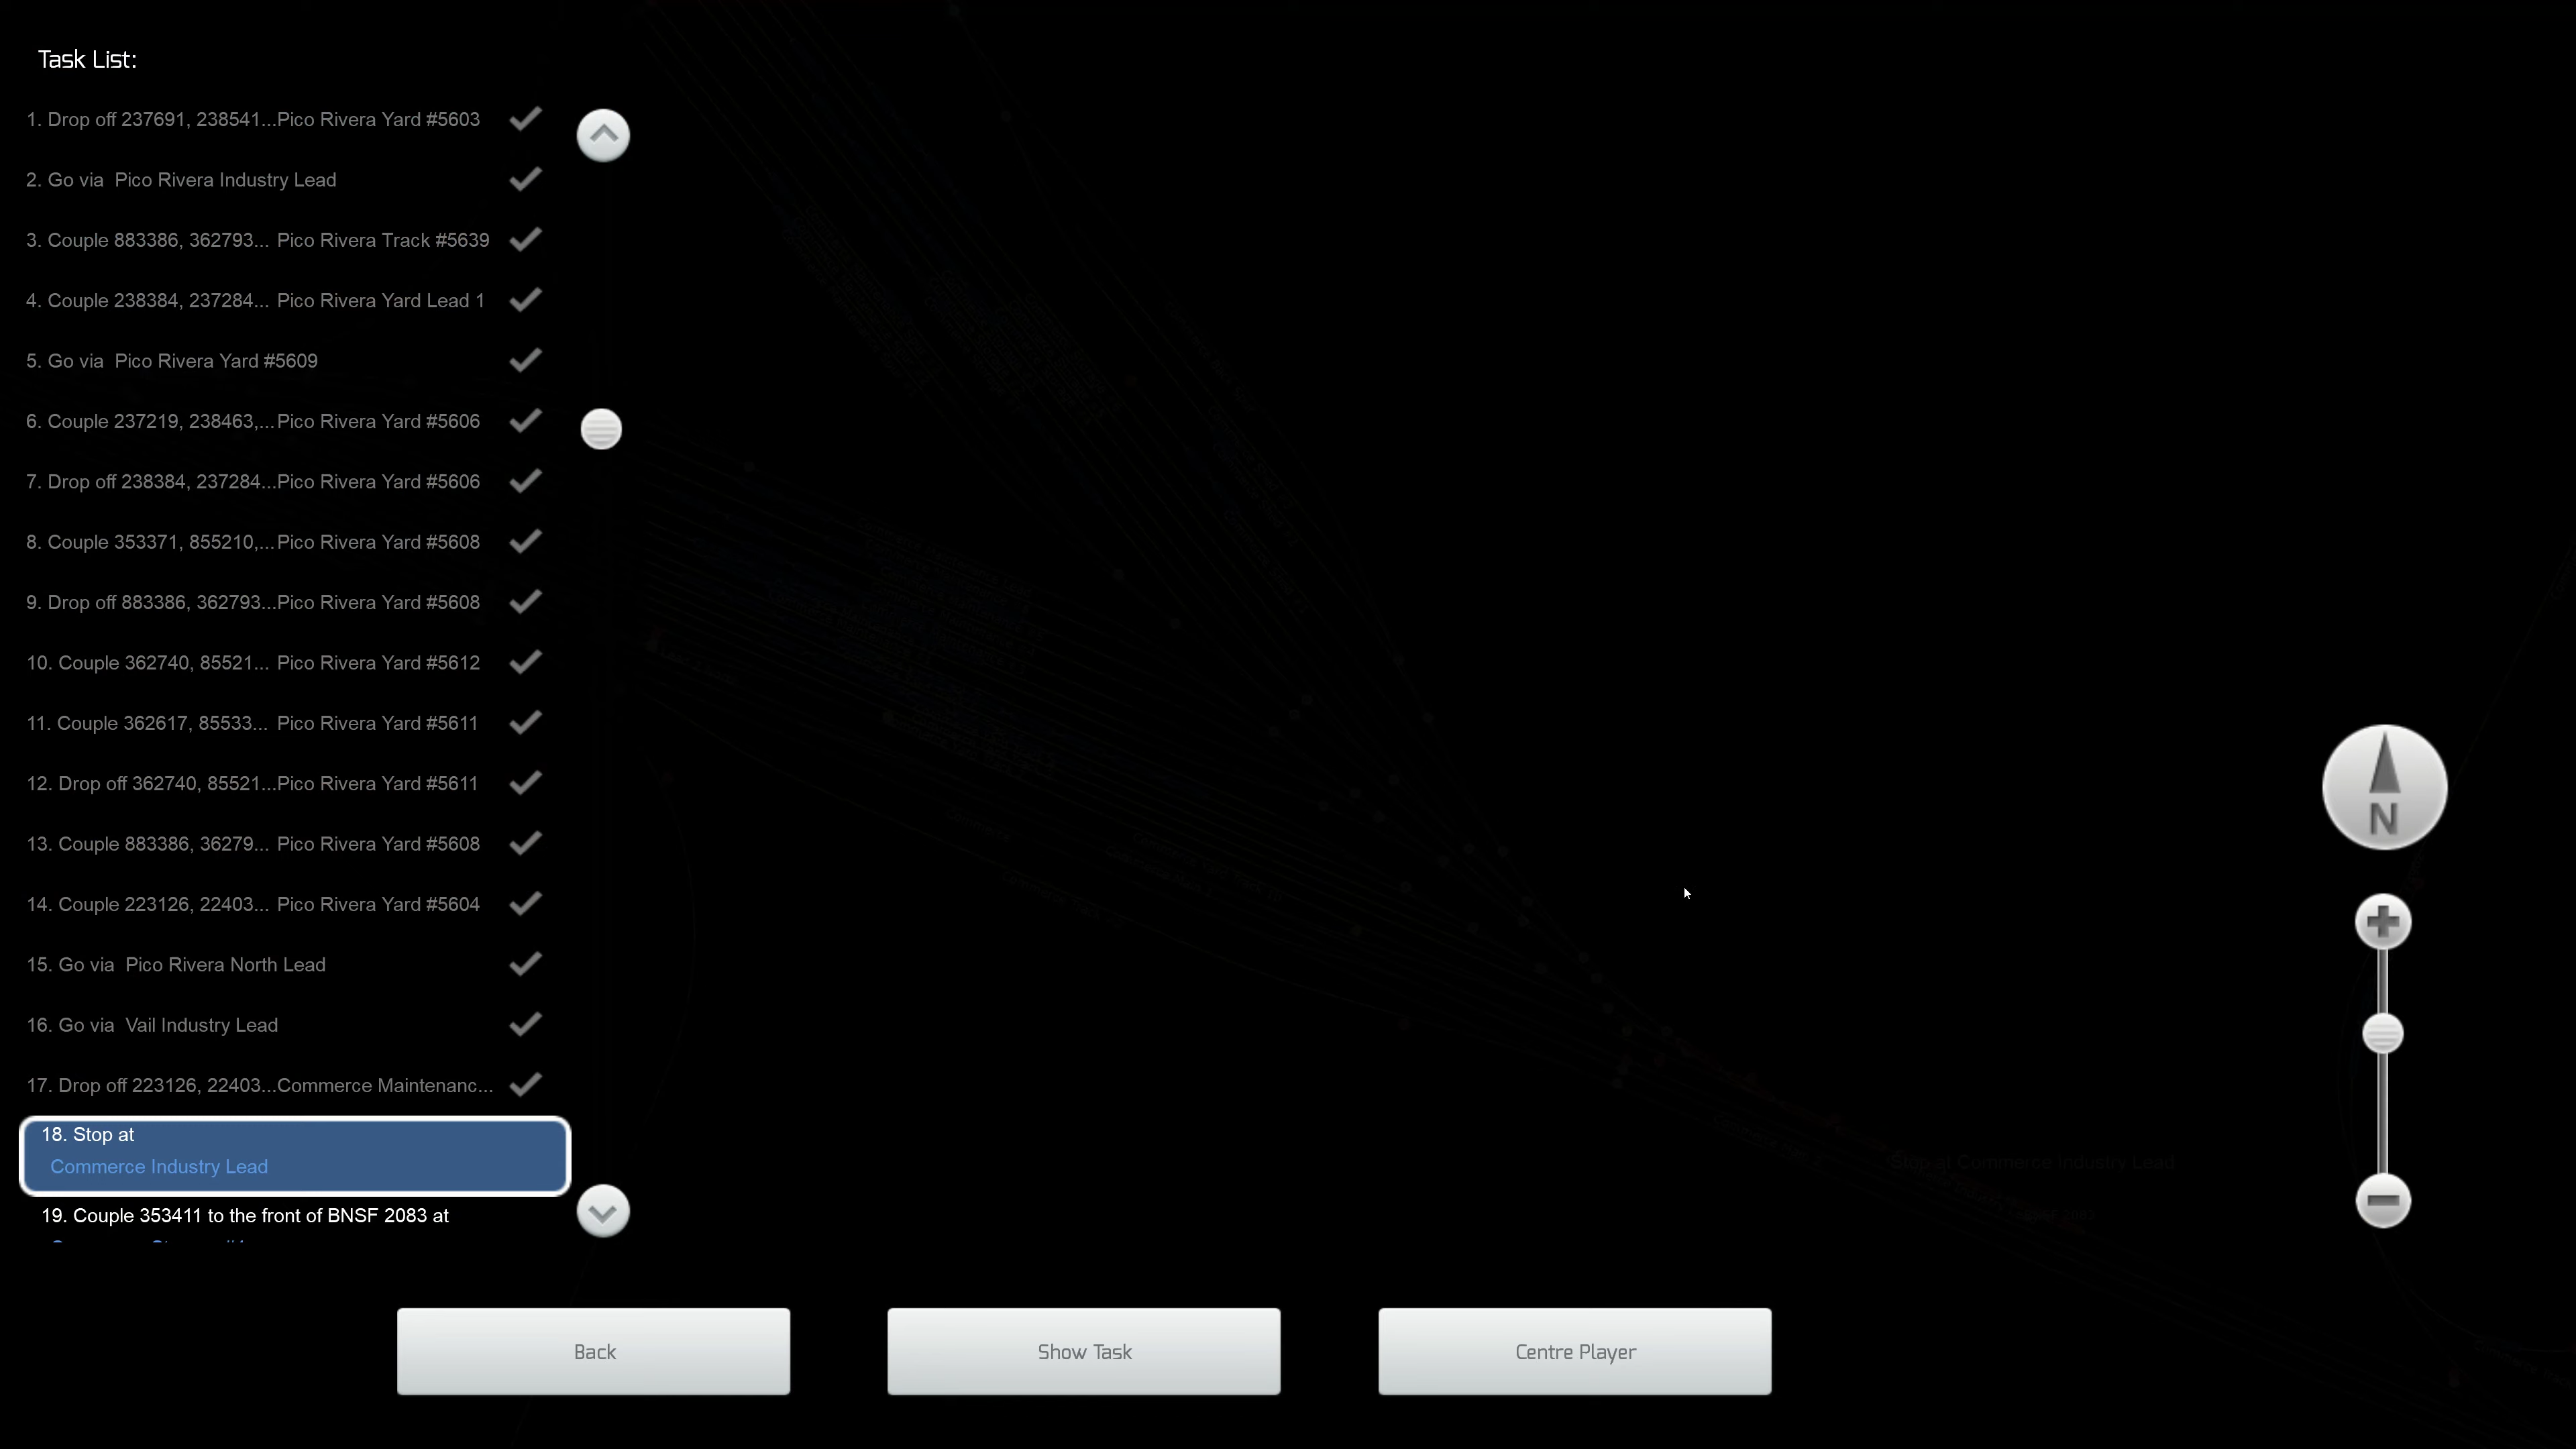 Task List:
1. Drop off 237691, 238541...Pico Rivera Yard #5603
2. Go via  Pico Rivera Industry Lead
3. Couple 883386, 362793... Pico Rivera Track #5639
4. Couple 238384, 237284... Pico Rivera Yard Lead 1
5. Go via  Pico Rivera Yard #5609
6. Couple 237219, 238463,...Pico Rivera Yard #5606
7. Drop off 238384, 237284...Pico Rivera Yard #5606
8. Couple 353371, 855210,...Pico Rivera Yard #5608
9. Drop off 883386, 362793...Pico Rivera Yard #5608
10. Couple 362740, 85521... Pico Rivera Yard #5612
11. Couple 362617, 85533... Pico Rivera Yard #5611
12. Drop off 362740, 85521...Pico Rivera Yard #5611
13. Couple 883386, 36279... Pico Rivera Yard #5608
14. Couple 223126, 22403... Pico Rivera Yard #5604
15. Go via  Pico Rivera North Lead
16. Go via  Vail Industry Lead
17. Drop off 223126, 22403...Commerce Maintenanc...
18. Stop at
Commerce Industry Lead
19. Couple 353411 to the front of BNSF 2083 at
Stop at Commerce Industry Lead
N
Back
Show Task
Centre Player